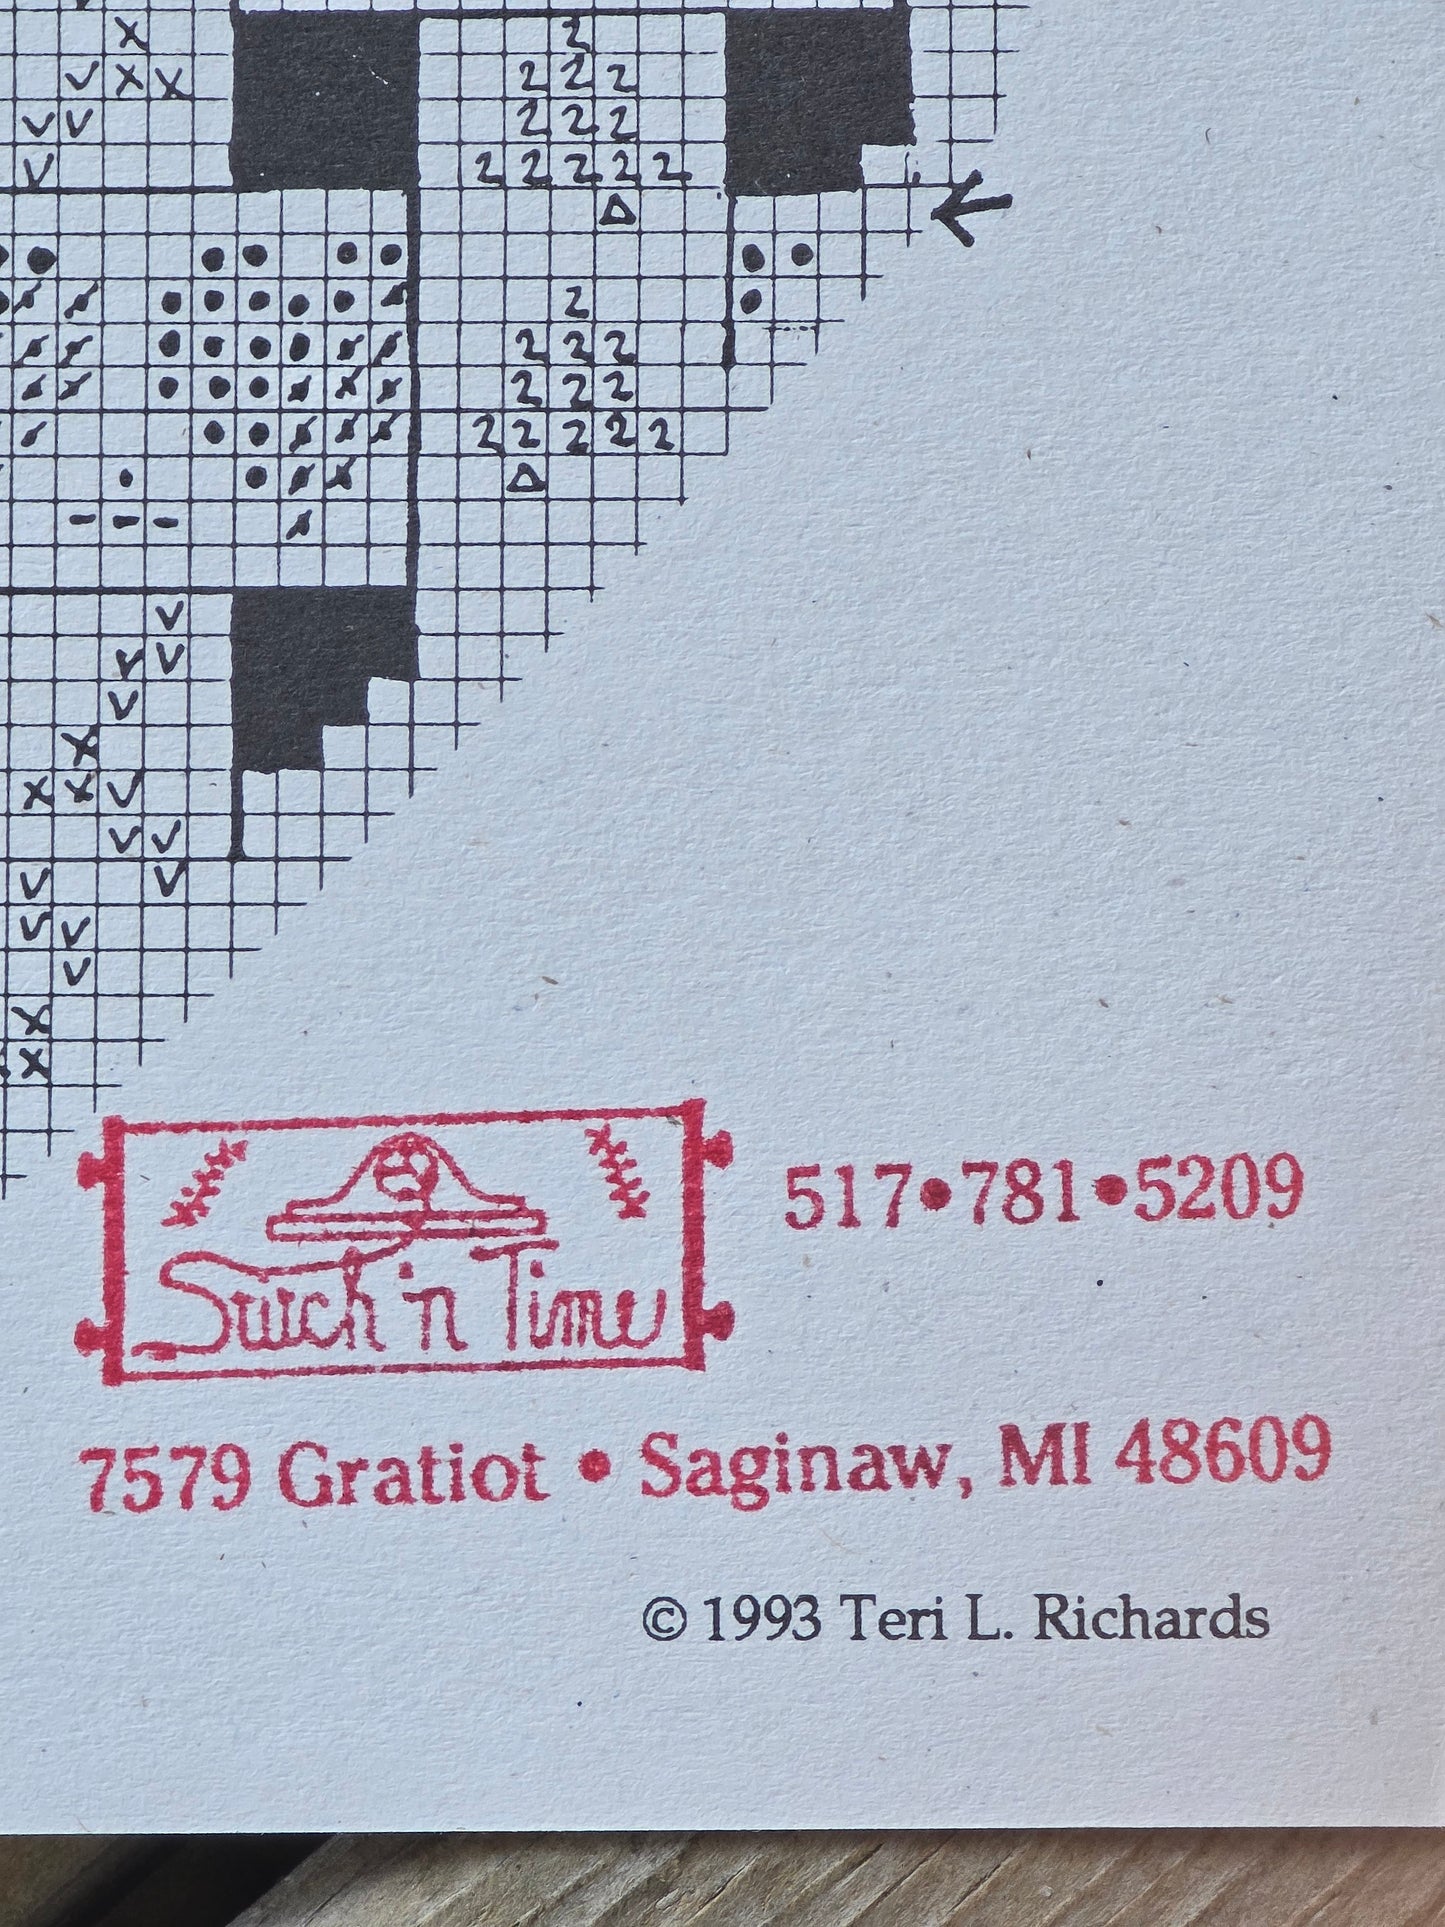 517•781•5209
Stitch 'n Time
7579 Gratiot • Saginaw, MI 48609
© 1993 Teri L. Richards